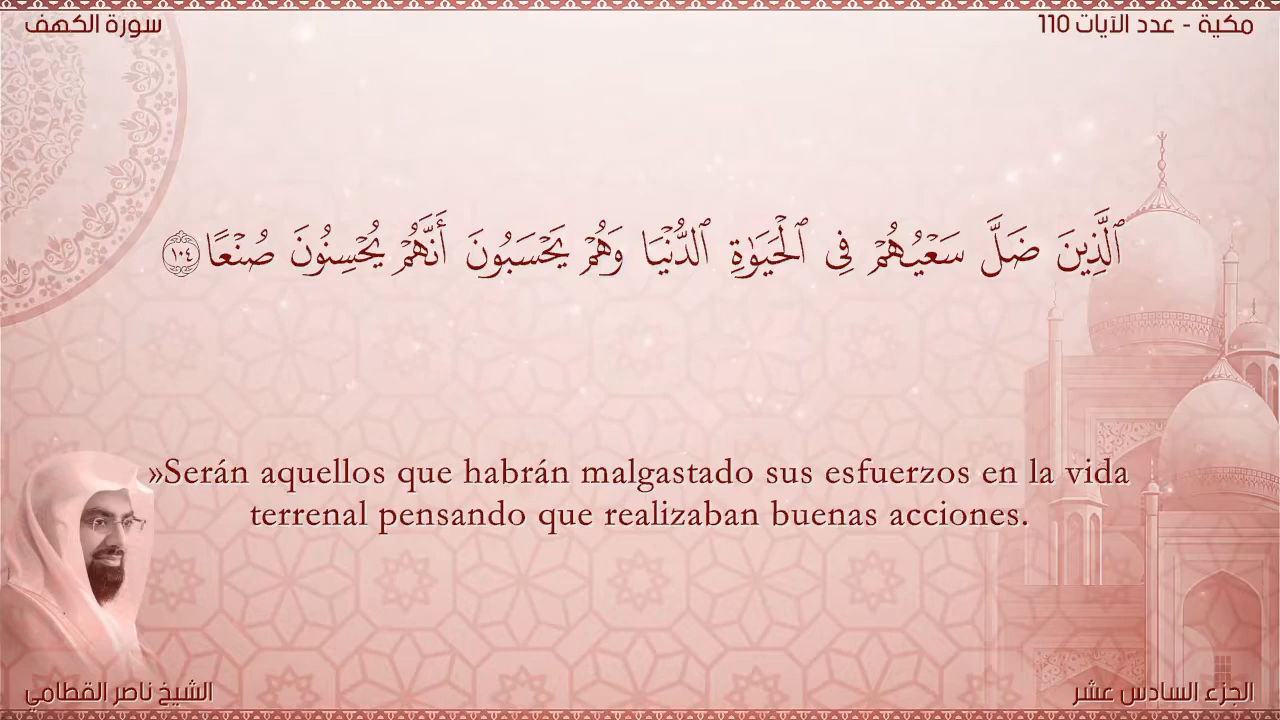 سورة الكهف
مكية - عدد الآيات 110
ٱلَّذِينَ ضَلَّ سَعْيُهُمْ فِى ٱلْحَيَوٰةِ ٱلدُّنْيَا وَهُمْ يَحْسَبُونَ أَنَّهُمْ يُحْسِنُونَ صُنْعًا ١٠٤
»Serán aquellos que habrán malgastado sus esfuerzos en la vida
terrenal pensando que realizaban buenas acciones.
الشيخ ناصر القطامي
الجزء السادس عشر